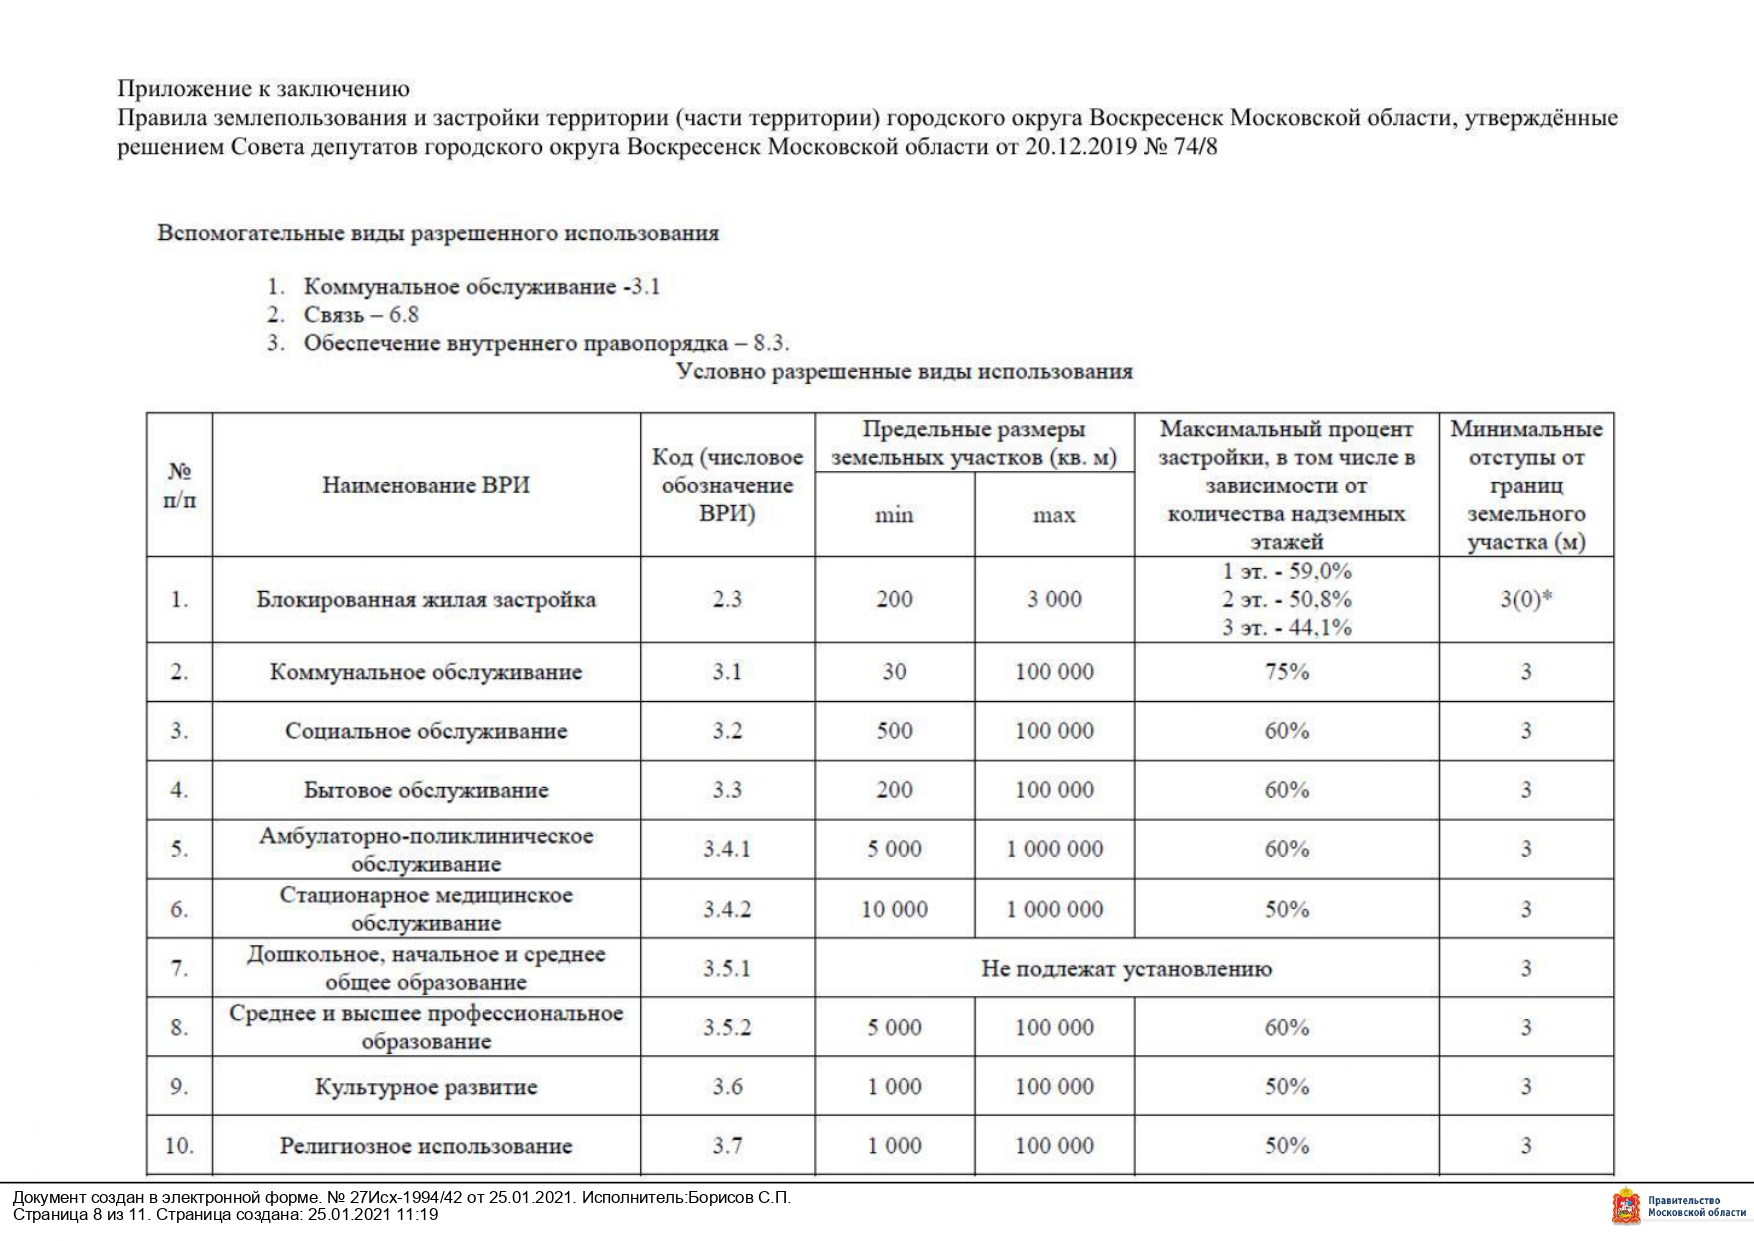 Приложение к заключению
Правила землепользования и застройки территории (части территории) городского округа Воскресенск Московской области, утверждённые
решением Совета депутатов городского округа Воскресенск Московской области от 20.12.2019 № 74/8
Вспомогательные виды разрешенного использования
1. Коммунальное обслуживание -3.1
2. Связь – 6.8
3. Обеспечение внутреннего правопорядка – 8.3.
Условно разрешенные виды использования
№
п/п
Наименование ВРИ
Код (числовое
обозначение
ВРИ)
Предельные размеры
земельных участков (кв. м)
min
max
Максимальный процент
застройки, в том числе в
зависимости от
количества надземных
этажей
Минимальные
отступы от
границ
земельного
участка (м)
1. Блокированная жилая застройка 2.3 200 3 000 1 эт. - 59,0%
2 эт. - 50,8%
3 эт. - 44,1%
3(0)*
2. Коммунальное обслуживание 3.1 30 100 000 75% 3
3. Социальное обслуживание 3.2 500 100 000 60% 3
4. Бытовое обслуживание 3.3 200 100 000 60% 3
5. Амбулаторно-поликлиническое
обслуживание 3.4.1 5 000 1 000 000 60% 3
6. Стационарное медицинское
обслуживание 3.4.2 10 000 1 000 000 50% 3
7. Дошкольное, начальное и среднее
общее образование 3.5.1 Не подлежат установлению 3
8. Среднее и высшее профессиональное
образование 3.5.2 5 000 100 000 60% 3
9. Культурное развитие 3.6 1 000 100 000 50% 3
10. Религиозное использование 3.7 1 000 100 000 50% 3
Документ создан в электронной форме. № 27Исх-1994/42 от 25.01.2021. Исполнитель:Борисов С.П.
Страница 8 из 11. Страница создана: 25.01.2021 11:19
Правительство
Московской области